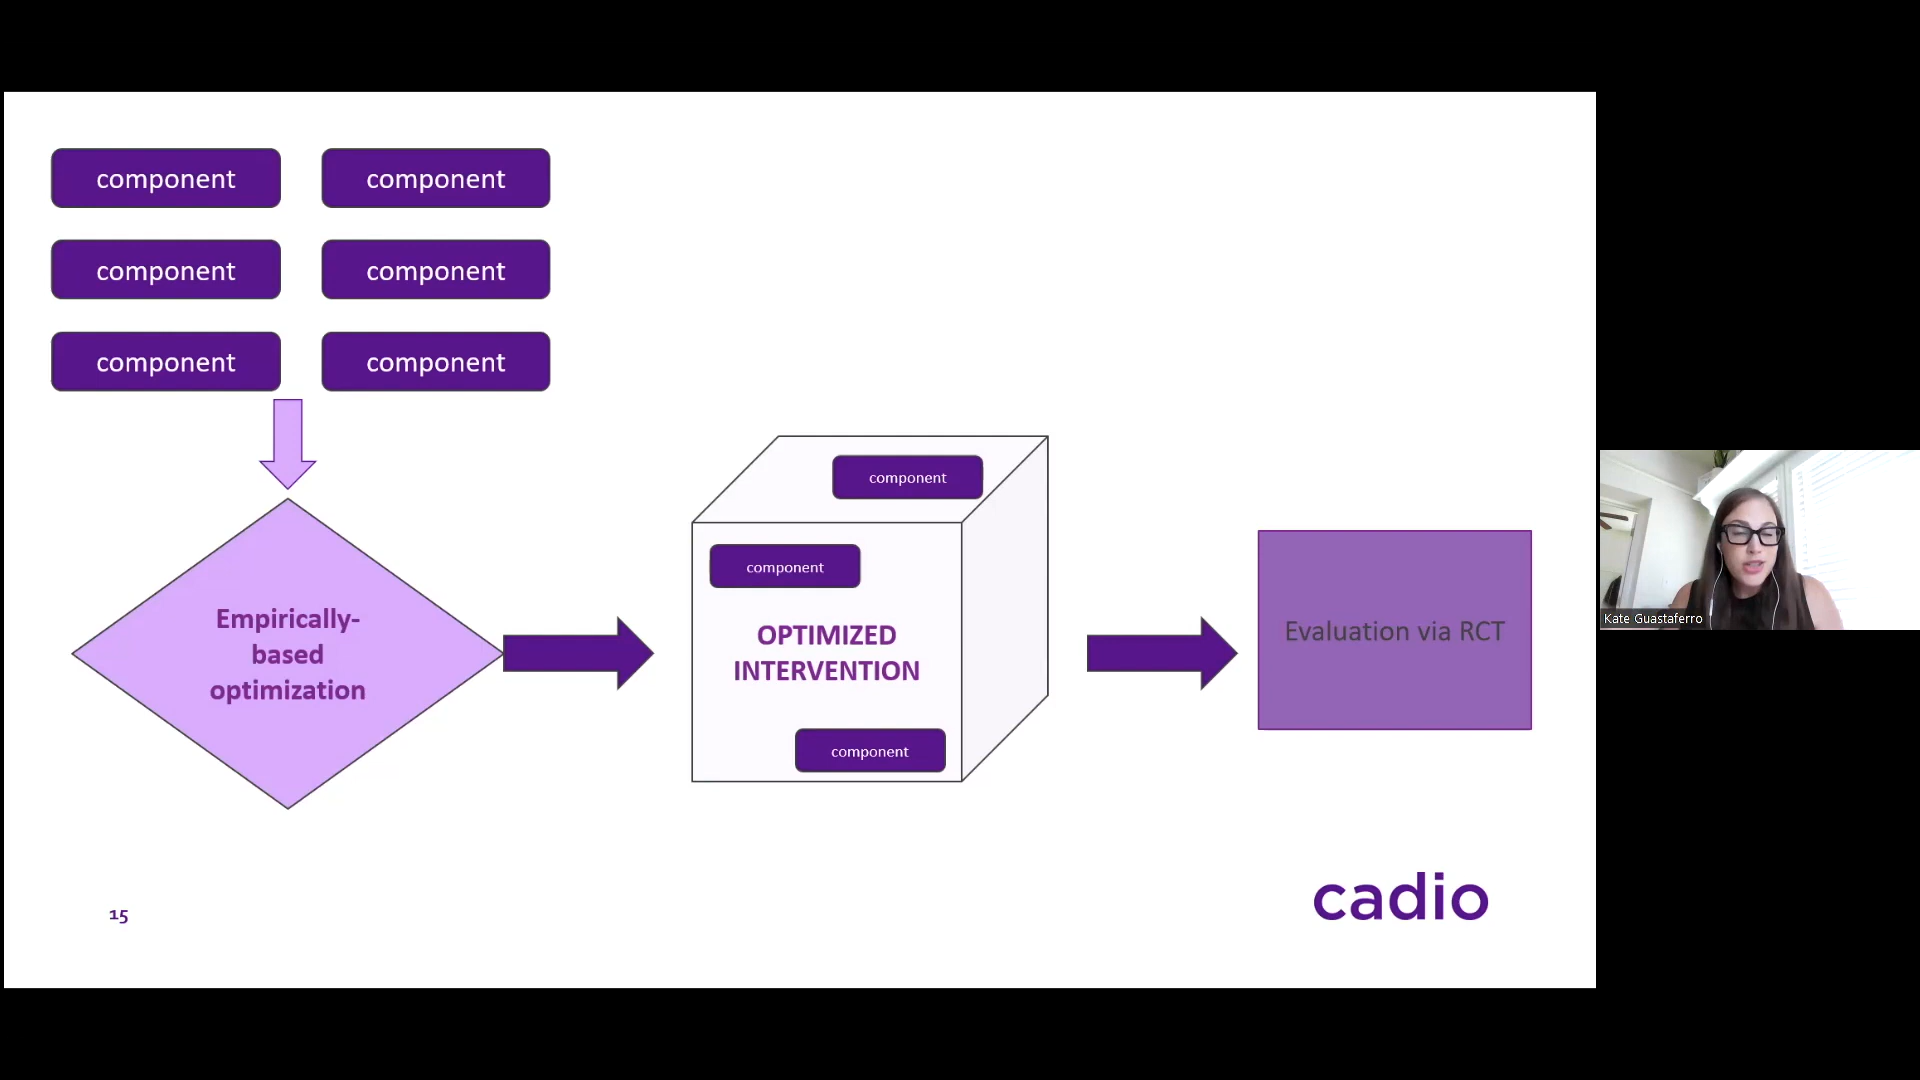 component
component
component
component
component
component
Empirically-
based
optimization
component
component
OPTIMIZED
INTERVENTION
component
Evaluation via RCT
15
cadio
Kate Guastaferro